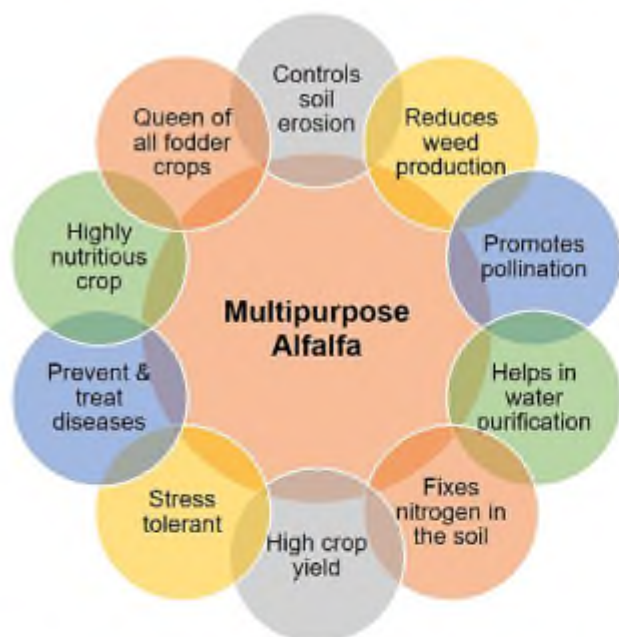 Controls
soil
erosion
Reduces
weed
production
Promotes
pollination
Helps in
water
purification
Fixes
nitrogen in
the soil
High crop
yield
Stress
tolerant
Prevent &
treat
diseases
Highly
nutritious
crop
Queen of
all fodder
crops
Multipurpose
Alfalfa